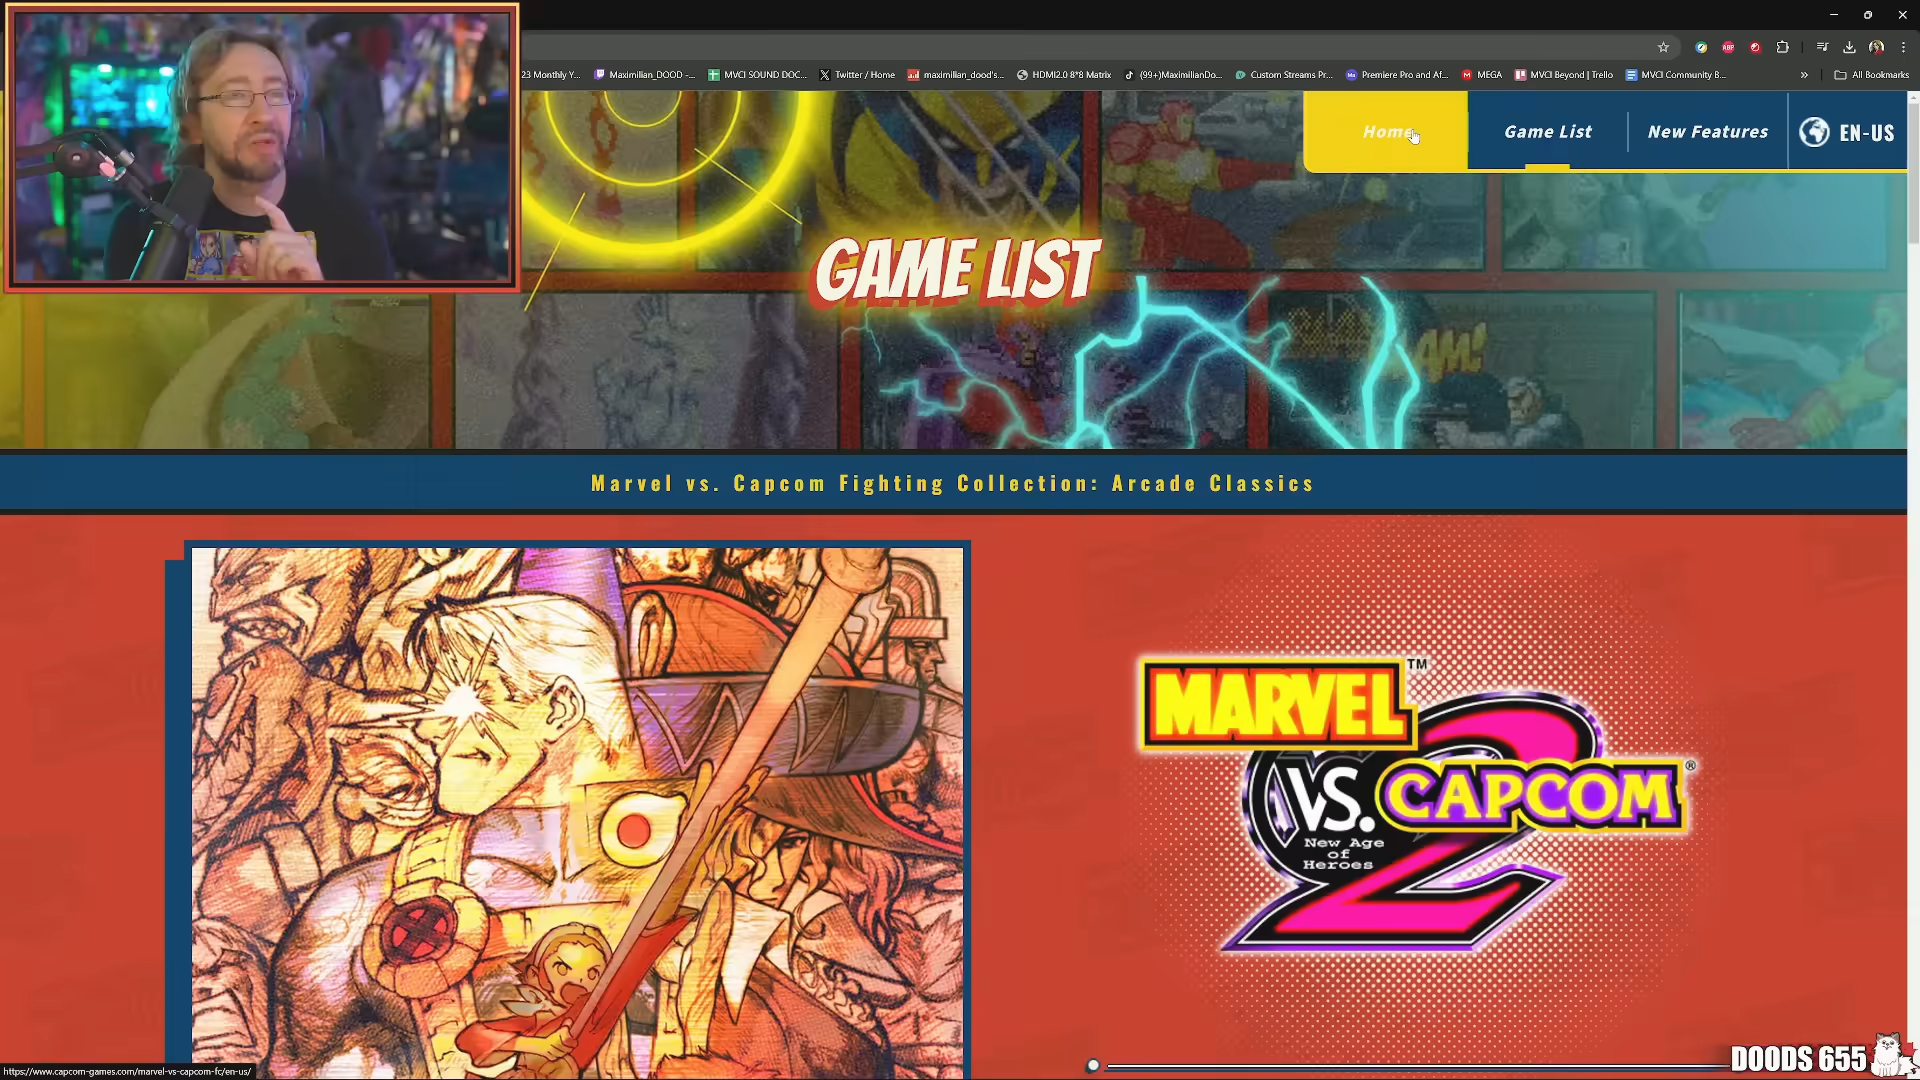 23 Monthly Y...
Maximilian_DOOD -...
MVCI SOUND DOC...
Twitter / Home
maximilian_dood's...
HDMI2.0 8*8 Matrix
(99+)MaximilianDo...
Custom Streams Pr...
Premiere Pro and Af...
MEGA
MVCI Beyond | Trello
MVCI Community B...
»
All Bookmarks
ABP
Home
Game List
New Features
EN-US
GAME LIST
Marvel vs. Capcom Fighting Collection: Arcade Classics
MARVEL™
VS. CAPCOM®
2
New Age
of
Heroes
DOODS 655
https://www.capcom-games.com/marvel-vs-capcom-fc/en-us/